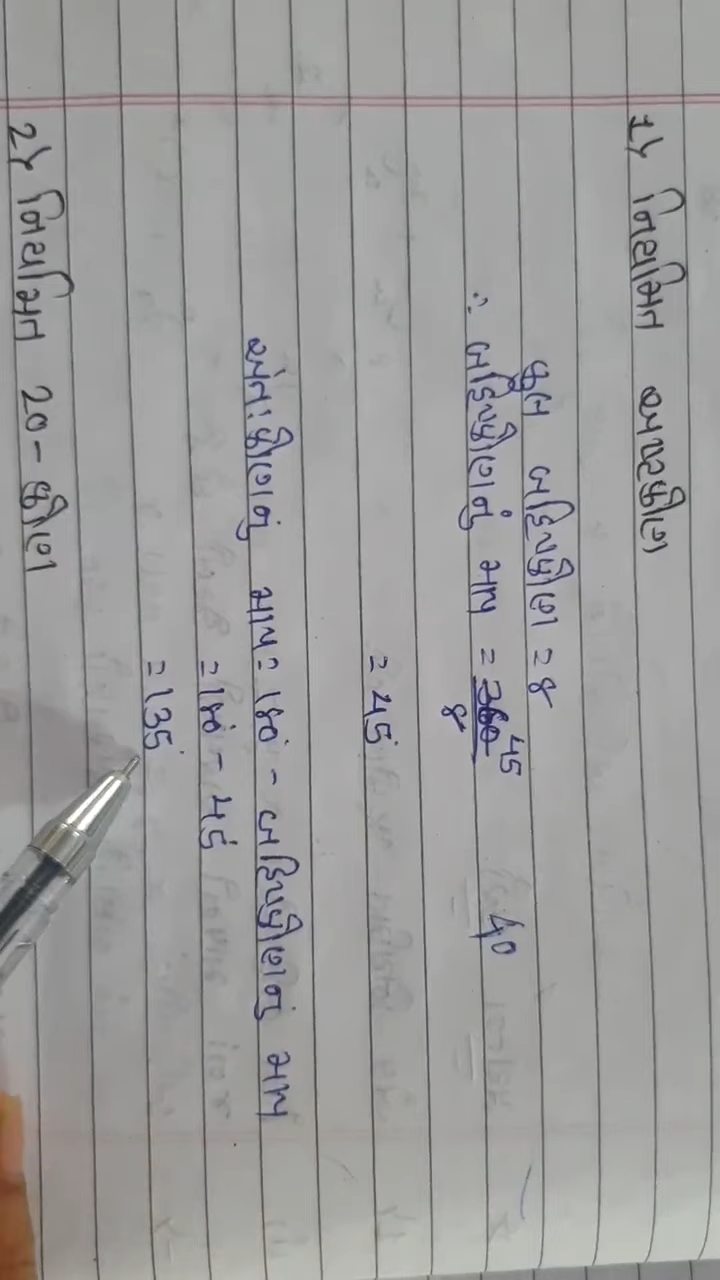 1) નિયમિત અષ્ટકોણ
કુલ બહિષ્કોણ = 8
∴ બહિષ્કોણનું માપ = 360 45
8
40
= 45°
અંતઃકોણનું માપ = 180° - બહિષ્કોણનું માપ
= 180° - 45°
= 135°
2) નિયમિત 20 - કોણ